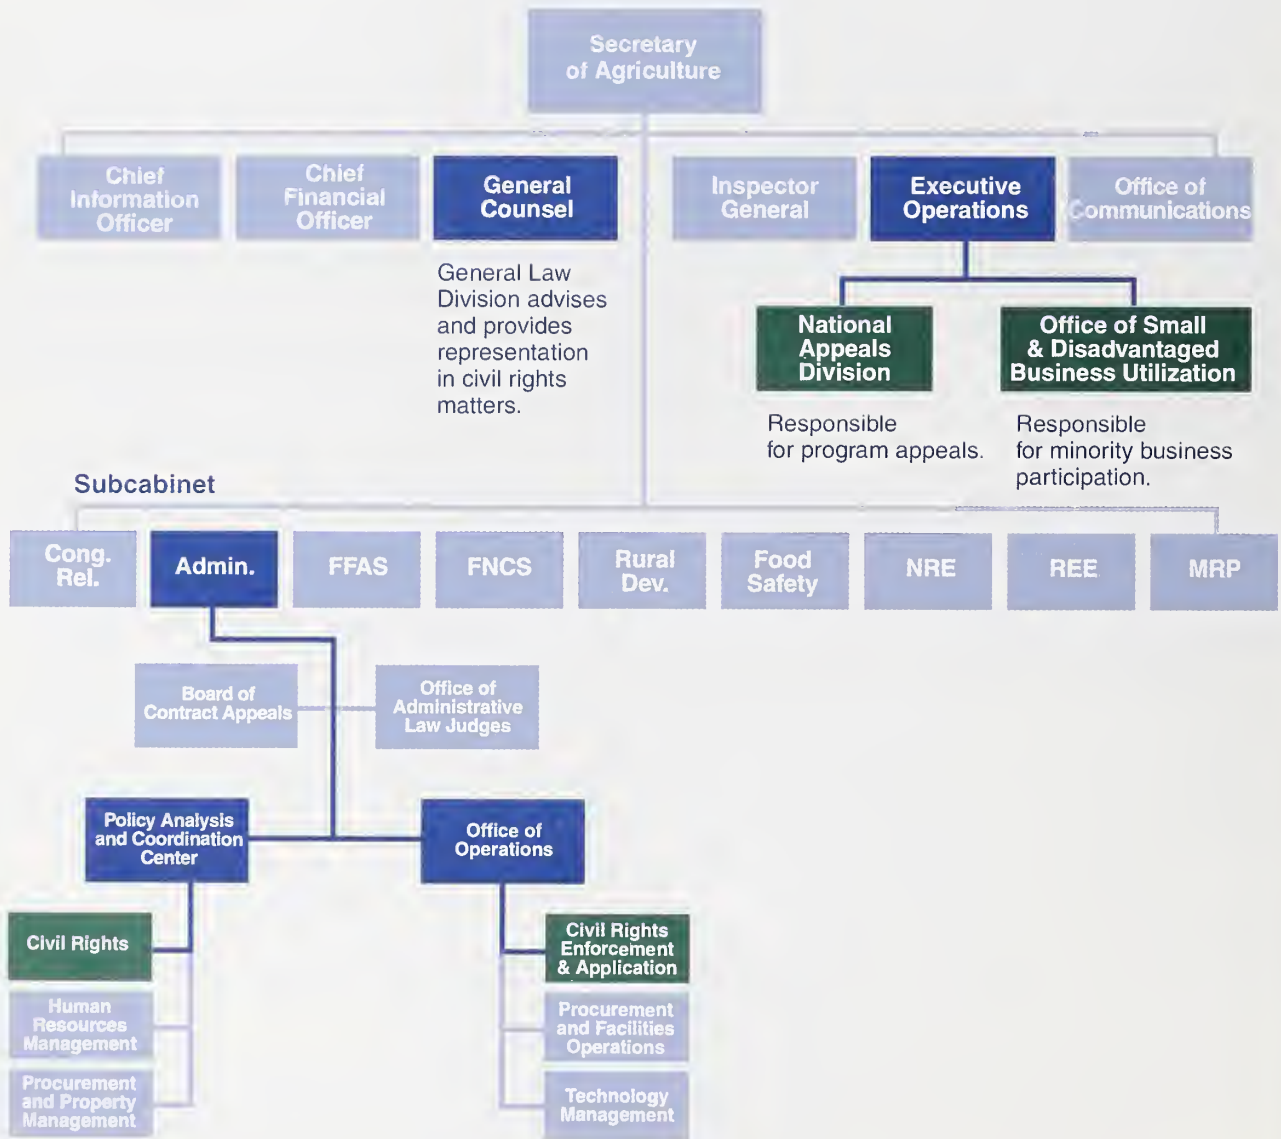 Secretary
of Agriculture
Chief
Information
Officer
Chief
Financial
Officer
General
Counsel
Inspector
General
Executive
Operations
Office of
Communications
General Law
Division advises
and provides
representation
in civil rights
matters.
National
Appeals
Division
Office of Small
& Disadvantaged
Business Utilization
Responsible
for program appeals.
Responsible
for minority business
participation.
Subcabinet
Cong.
Rel.
Admin.
FFAS
FNCS
Rural
Dev.
Food
Safety
NRE
REE
MRP
Board of
Contract Appeals
Office of
Administrative
Law Judges
Policy Analysis
and Coordination
Center
Office of
Operations
Civil Rights
Human
Resources
Management
Procurement
and Property
Management
Civil Rights
Enforcement
& Application
Procurement
and Facilities
Operations
Technology
Management